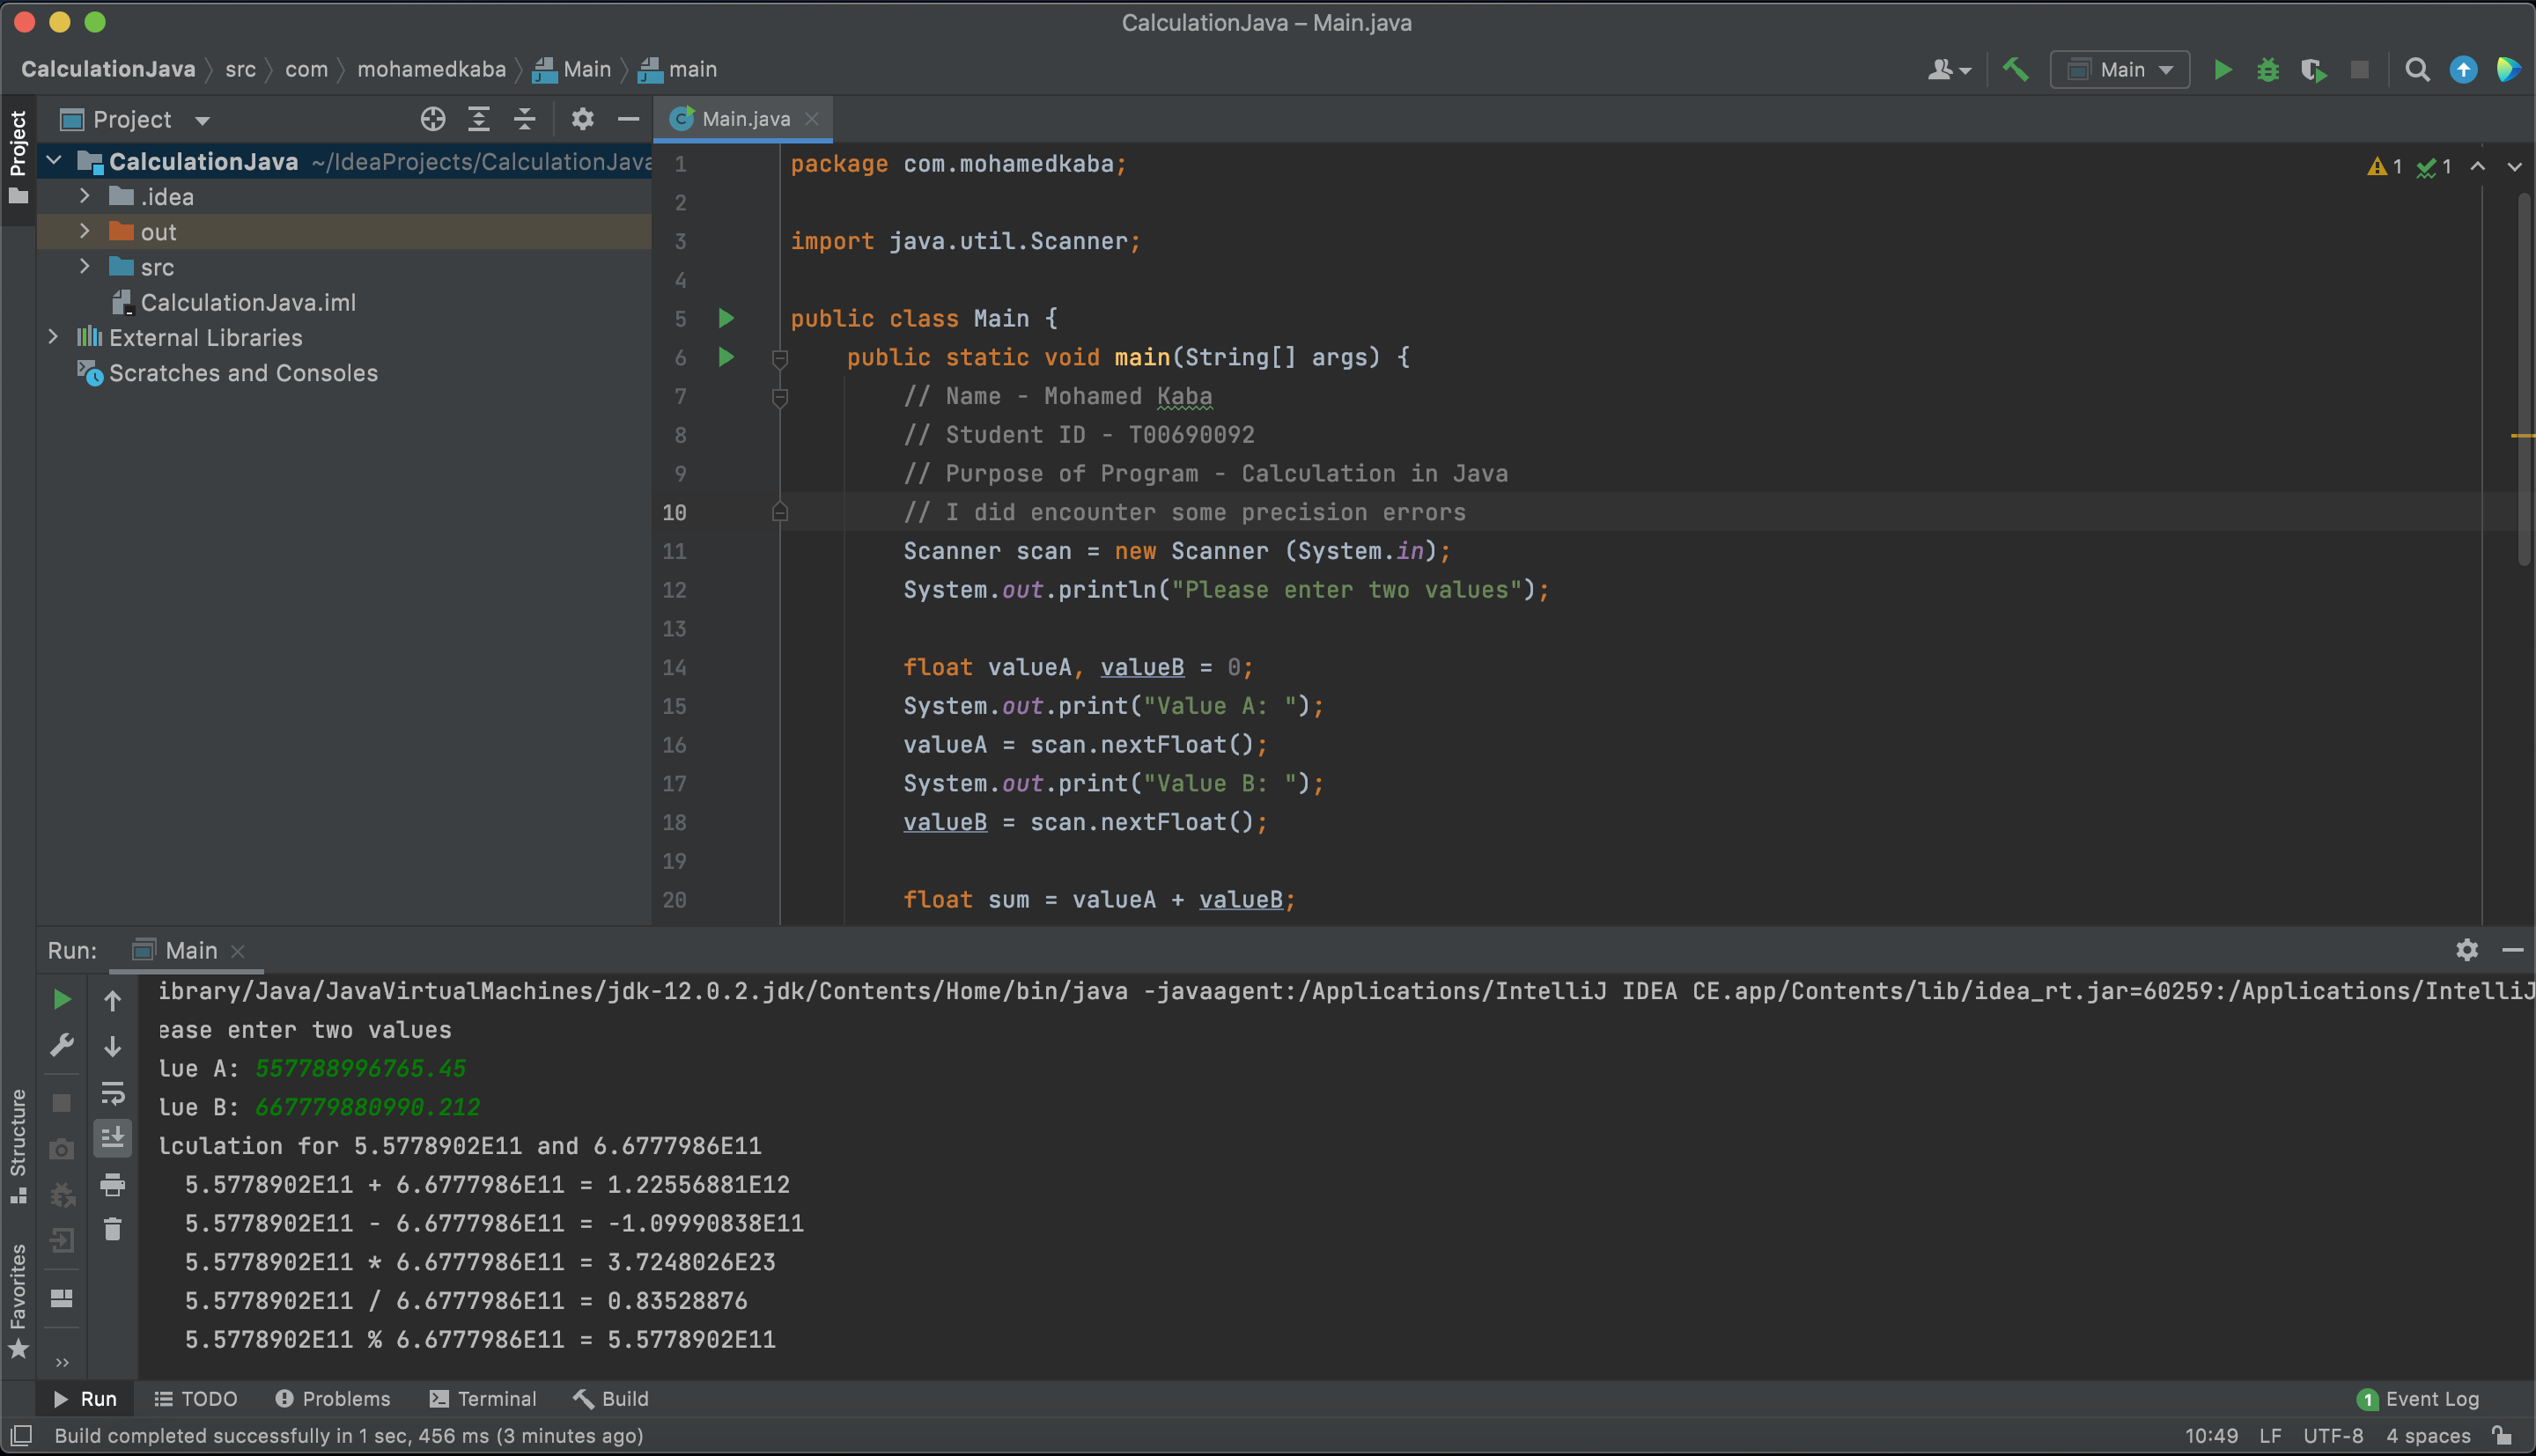 CalculationJava – Main.java
CalculationJava src com mohamedkaba Main main
Main
Project
Project
Main.java
CalculationJava ~/IdeaProjects/CalculationJava
.idea
out
src
CalculationJava.iml
External Libraries
Scratches and Consoles
1 package com.mohamedkaba;
1 1
2
3 import java.util.Scanner;
4
5 public class Main {
6 public static void main(String[] args) {
7 // Name - Mohamed Kaba
8 // Student ID - T00690092
9 // Purpose of Program - Calculation in Java
10 // I did encounter some precision errors
11 Scanner scan = new Scanner (System.in);
12 System.out.println("Please enter two values");
13
14 float valueA, valueB = 0;
15 System.out.print("Value A: ");
16 valueA = scan.nextFloat();
17 System.out.print("Value B: ");
18 valueB = scan.nextFloat();
19
20 float sum = valueA + valueB;
Run: Main
ibrary/Java/JavaVirtualMachines/jdk-12.0.2.jdk/Contents/Home/bin/java -javaagent:/Applications/IntelliJ IDEA CE.app/Contents/lib/idea_rt.jar=60259:/Applications/IntelliJ
ease enter two values
lue A: 557788996765.45
lue B: 667779880990.212
lculation for 5.5778902E11 and 6.6777986E11
5.5778902E11 + 6.6777986E11 = 1.22556881E12
5.5778902E11 - 6.6777986E11 = -1.09990838E11
5.5778902E11 * 6.6777986E11 = 3.7248026E23
5.5778902E11 / 6.6777986E11 = 0.83528876
5.5778902E11 % 6.6777986E11 = 5.5778902E11
Structure
Favorites
Run TODO Problems Terminal Build
1 Event Log
Build completed successfully in 1 sec, 456 ms (3 minutes ago)
10:49 LF UTF-8 4 spaces